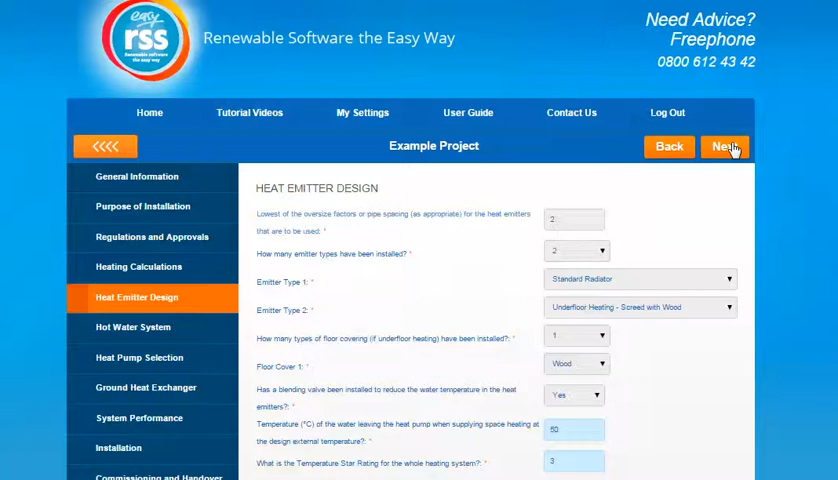 easy
rss
Renewable software
the easy way
Renewable Software the Easy Way
Need Advice?
Freephone
0800 612 43 42
Home
Tutorial Videos
My Settings
User Guide
Contact Us
Log Out
<<<<
Example Project
Back
General Information
Purpose of Installation
Regulations and Approvals
Heating Calculations
Heat Emitter Design
Hot Water System
Heat Pump Selection
Ground Heat Exchanger
System Performance
Installation
Commissioning and Handover
HEAT EMITTER DESIGN
Lowest of the oversize factors or pipe spacing (as appropriate) for the heat emitters
that are to be used: *
2
How many emitter types have been installed? *
2
Emitter Type 1: *
Standard Radiator
Emitter Type 2: *
Underfloor Heating - Screed with Wood
How many types of floor covering (if underfloor heating) have been installed?: *
1
Floor Cover 1: *
Wood
Has a blending valve been installed to reduce the water temperature in the heat
emitters?: *
Yes
Temperature (°C) of the water leaving the heat pump when supplying space heating at
the design external temperature?: *
What is the Temperature Star Rating for the whole heating system?: *
3